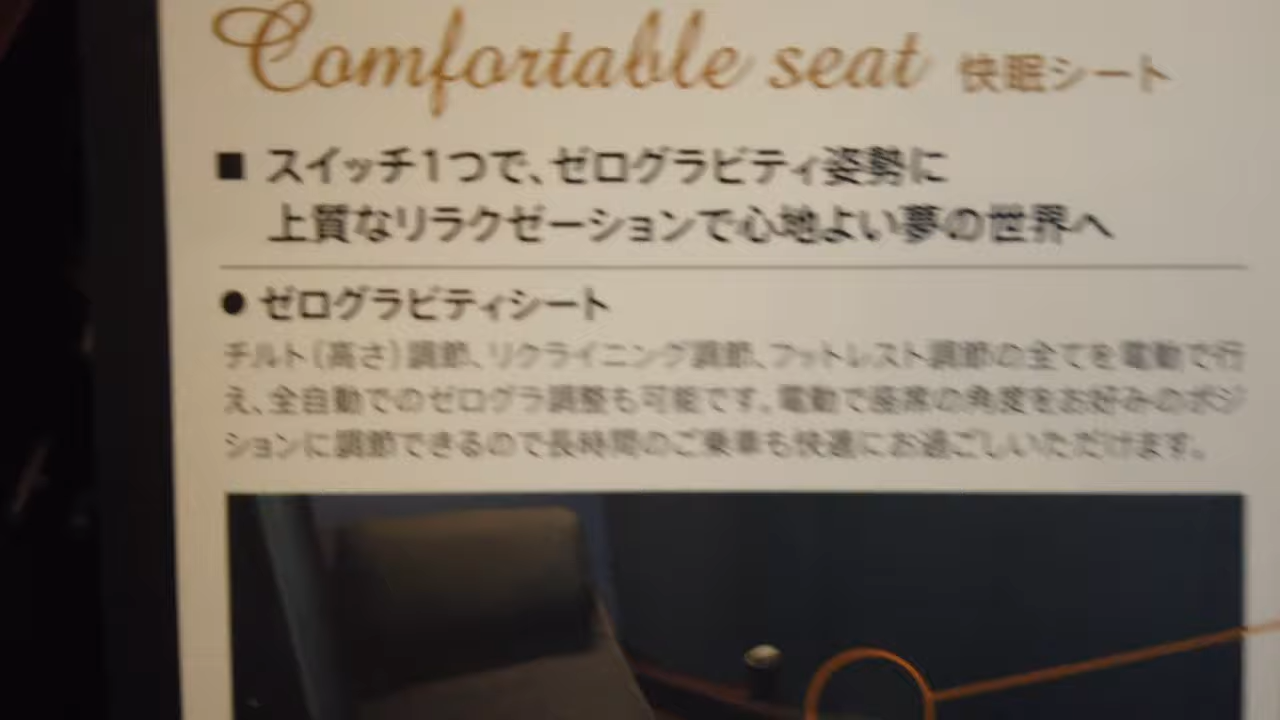 Comfortable seat 快眠シート
■ スイッチ1つで、ゼログラビティ姿勢に
上質なリラクゼーションで心地よい夢の世界へ
● ゼログラビティシート
チルト(高さ)調節、リクライニング調節、フットレスト調節の全てを電動で行
え、全自動でのゼログラ調整も可能です。電動で座席の角度をお好みのポジ
ションに調節できるので長時間のご乗車も快適にお過ごしいただけます。